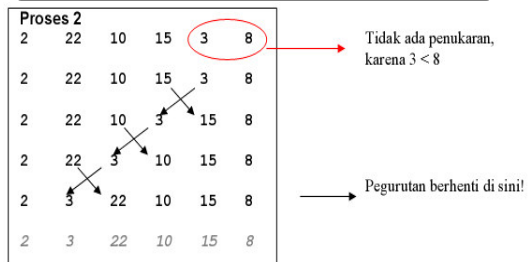 Proses 2
2 22 10 15 3 8
Tidak ada penukaran,
karena 3 < 8
2 22 10 15 3 8
2 22 10 3 15 8
2 22 3 10 15 8
2 3 22 10 15 8
Pegurutan berhenti di sini!
2 3 22 10 15 8